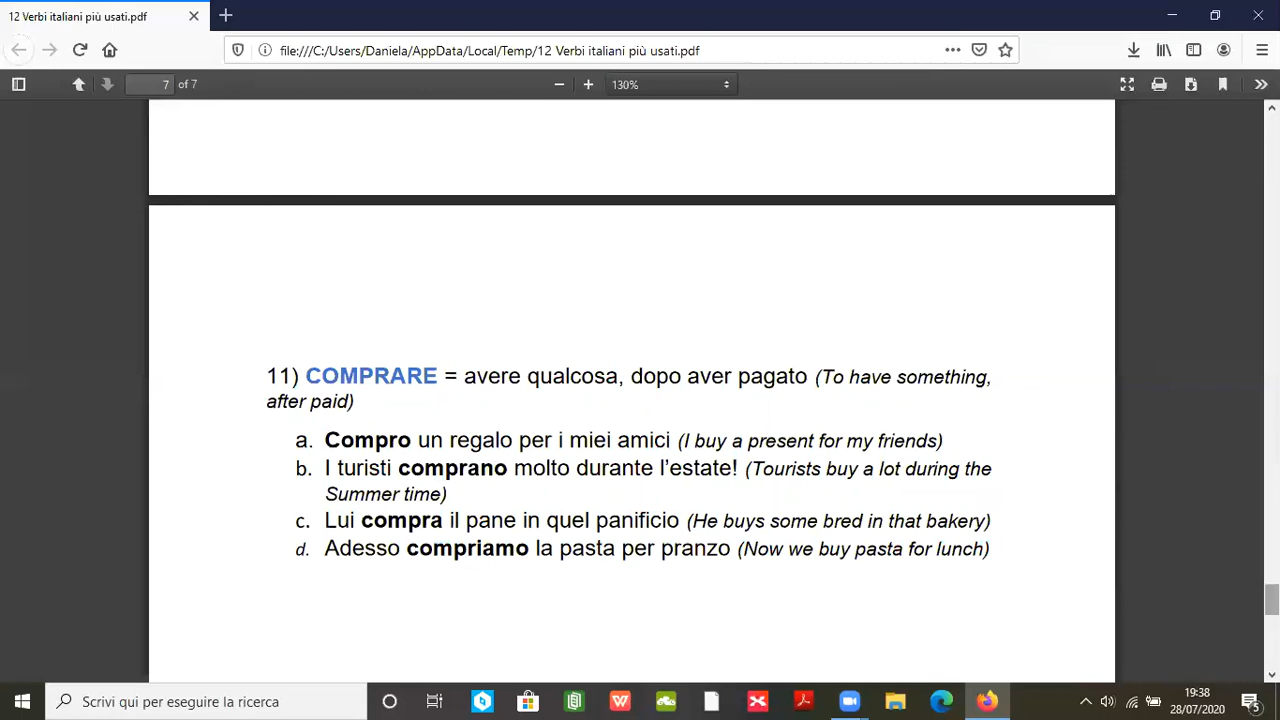 12 Verbi italiani più usati.pdf
file:///C:/Users/Daniela/AppData/Local/Temp/12 Verbi italiani più usati.pdf
7 of 7
130%
11) COMPRARE = avere qualcosa, dopo aver pagato (To have something,
after paid)
a. Compro un regalo per i miei amici (I buy a present for my friends)
b. I turisti comprano molto durante l'estate! (Tourists buy a lot during the
Summer time)
c. Lui compra il pane in quel panificio (He buys some bred in that bakery)
d. Adesso compriamo la pasta per pranzo (Now we buy pasta for lunch)
Scrivi qui per eseguire la ricerca
19:38
28/07/2020
5